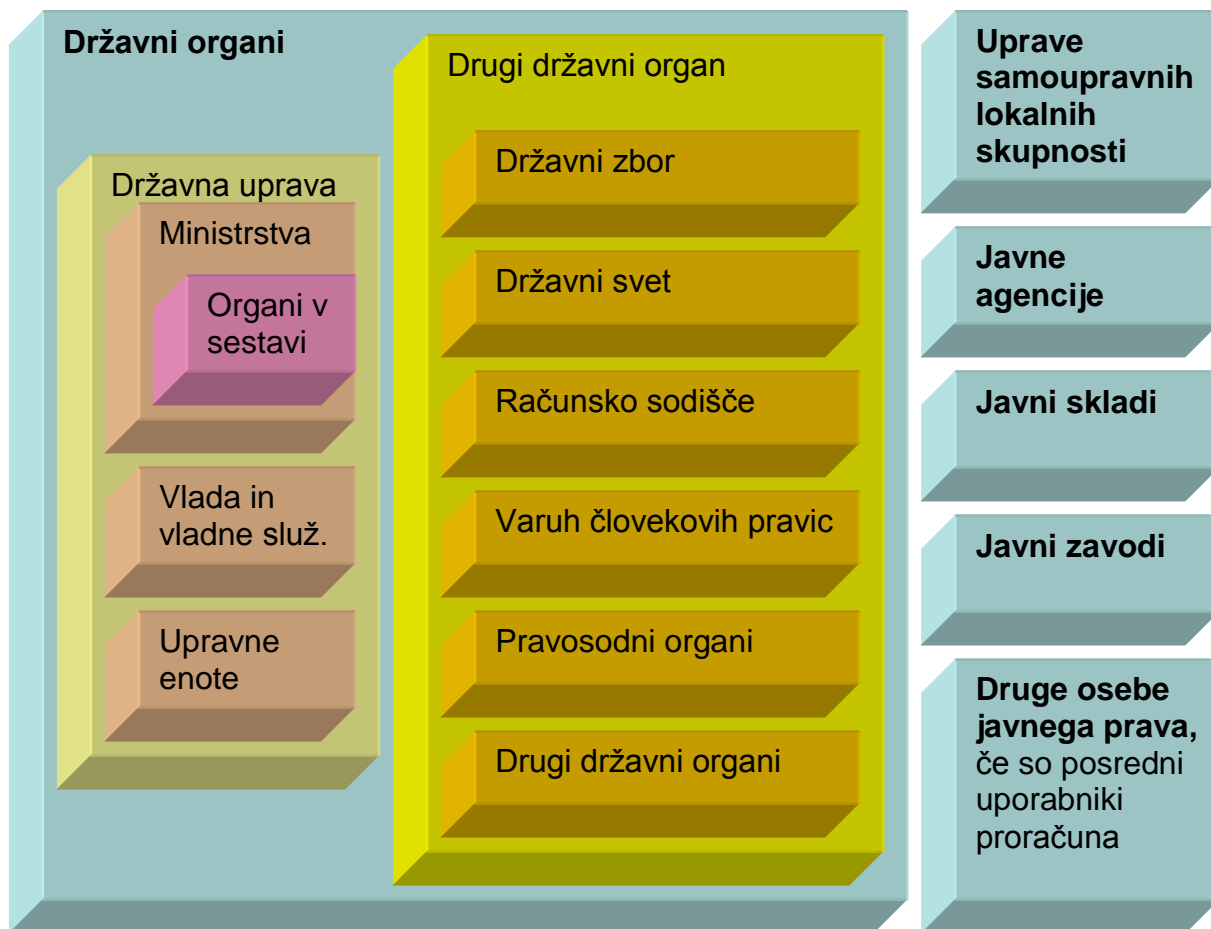 Državni organi
Državna uprava
Ministrstva
Organi v
sestavi
Vlada in
vladne služ.
Upravne
enote
Drugi državni organ
Državni zbor
Državni svet
Računsko sodišče
Varuh človekovih pravic
Pravosodni organi
Drugi državni organi
Uprave
samoupravnih
lokalnih
skupnosti
Javne
agencije
Javni skladi
Javni zavodi
Druge osebe
javnega prava,
če so posredni
uporabniki
proračuna